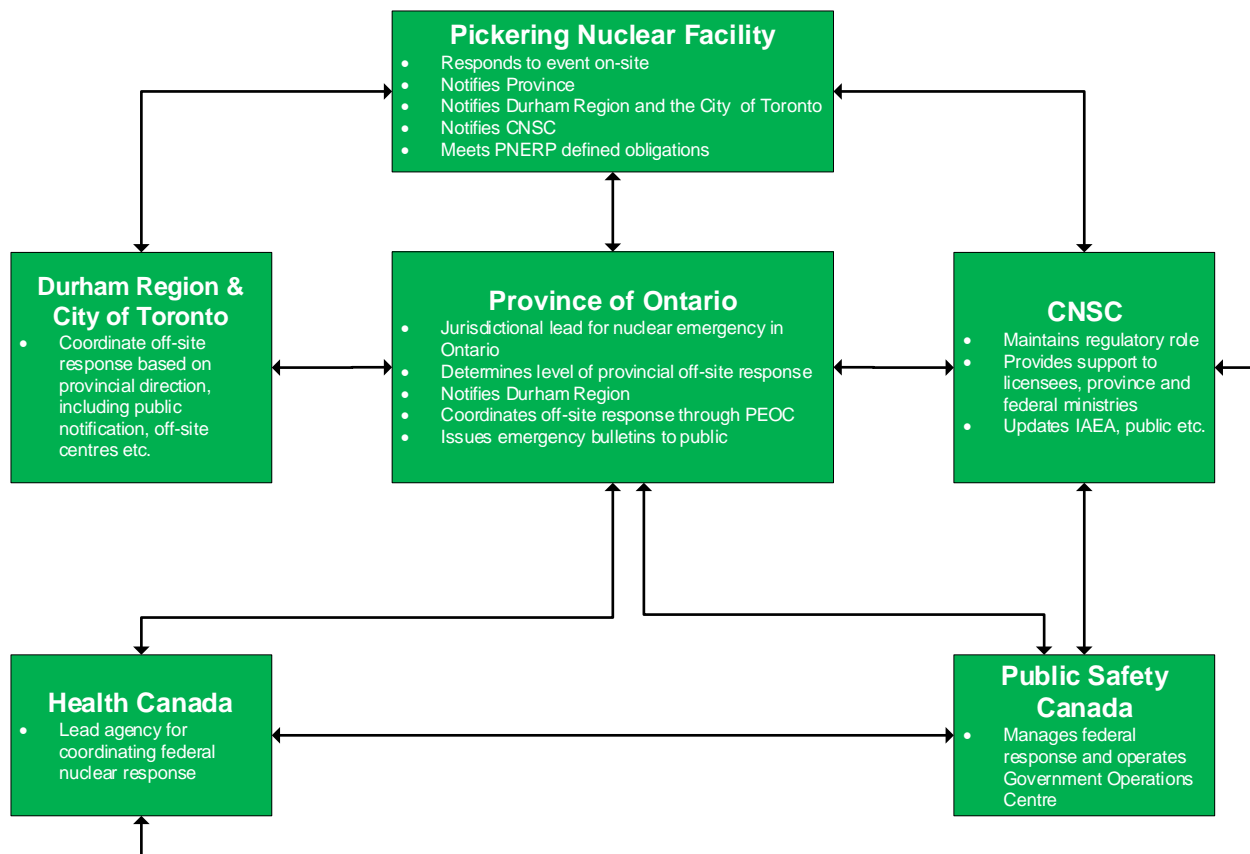 Pickering Nuclear Facility
• Responds to event on-site
• Notifies Province
• Notifies Durham Region and the City of Toronto
• Notifies CNSC
• Meets PNERP defined obligations
Durham Region &
City of Toronto
• Coordinate off-site
response based on
provincial direction,
including public
notification, off-site
centres etc.
Province of Ontario
• Jurisdictional lead for nuclear emergency in
Ontario
• Determines level of provincial off-site response
• Notifies Durham Region
• Coordinates off-site response through PEOC
• Issues emergency bulletins to public
CNSC
• Maintains regulatory role
• Provides support to
licensees, province and
federal ministries
• Updates IAEA, public etc.
Health Canada
• Lead agency for
coordinating federal
nuclear response
Public Safety
Canada
• Manages federal
response and operates
Government Operations
Centre